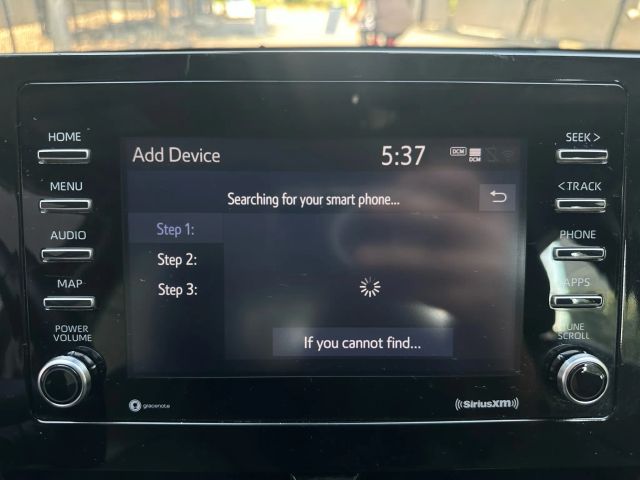 HOME
MENU
AUDIO
MAP
POWER
VOLUME
Add Device
5:37
DCM
DCM
Searching for your smart phone...
Step 1:
Step 2:
Step 3:
If you cannot find...
SEEK >
< TRACK
PHONE
APPS
TUNE
SCROLL
gracenote
((SiriusXM))